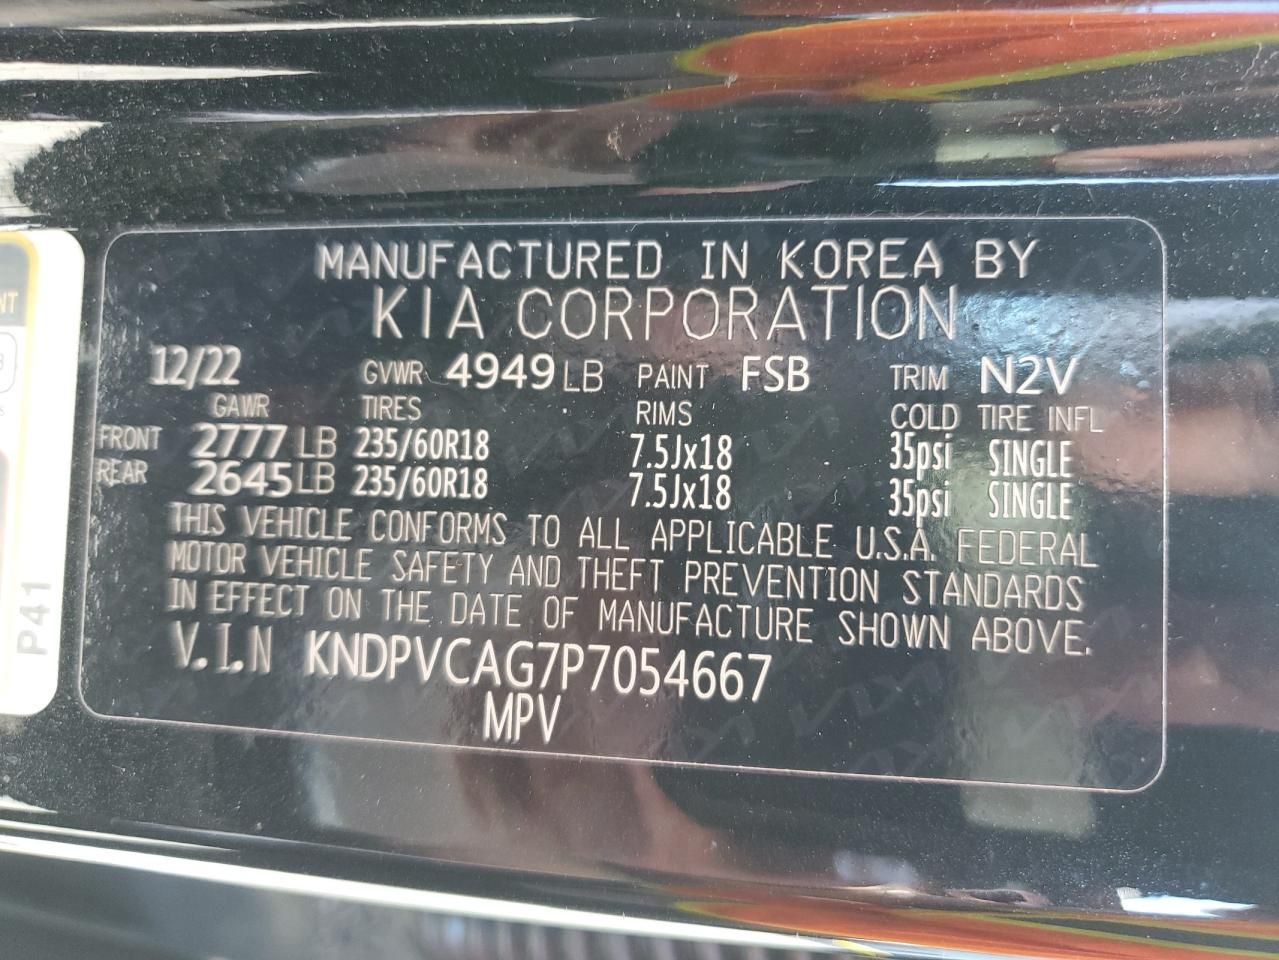 MANUFACTURED IN KOREA BY
KIA CORPORATION
12/22 GVWR 4949 LB PAINT FSB TRIM N2V
GAWR TIRES RIMS COLD TIRE INFL
FRONT 2777 LB 235/60R18 7.5Jx18 35psi SINGLE
REAR 2645 LB 235/60R18 7.5Jx18 35psi SINGLE
THIS VEHICLE CONFORMS TO ALL APPLICABLE U.S.A. FEDERAL
MOTOR VEHICLE SAFETY AND THEFT PREVENTION STANDARDS
IN EFFECT ON THE DATE OF MANUFACTURE SHOWN ABOVE.
V.I.N KNDPVCAG7P7054667
MPV
P41